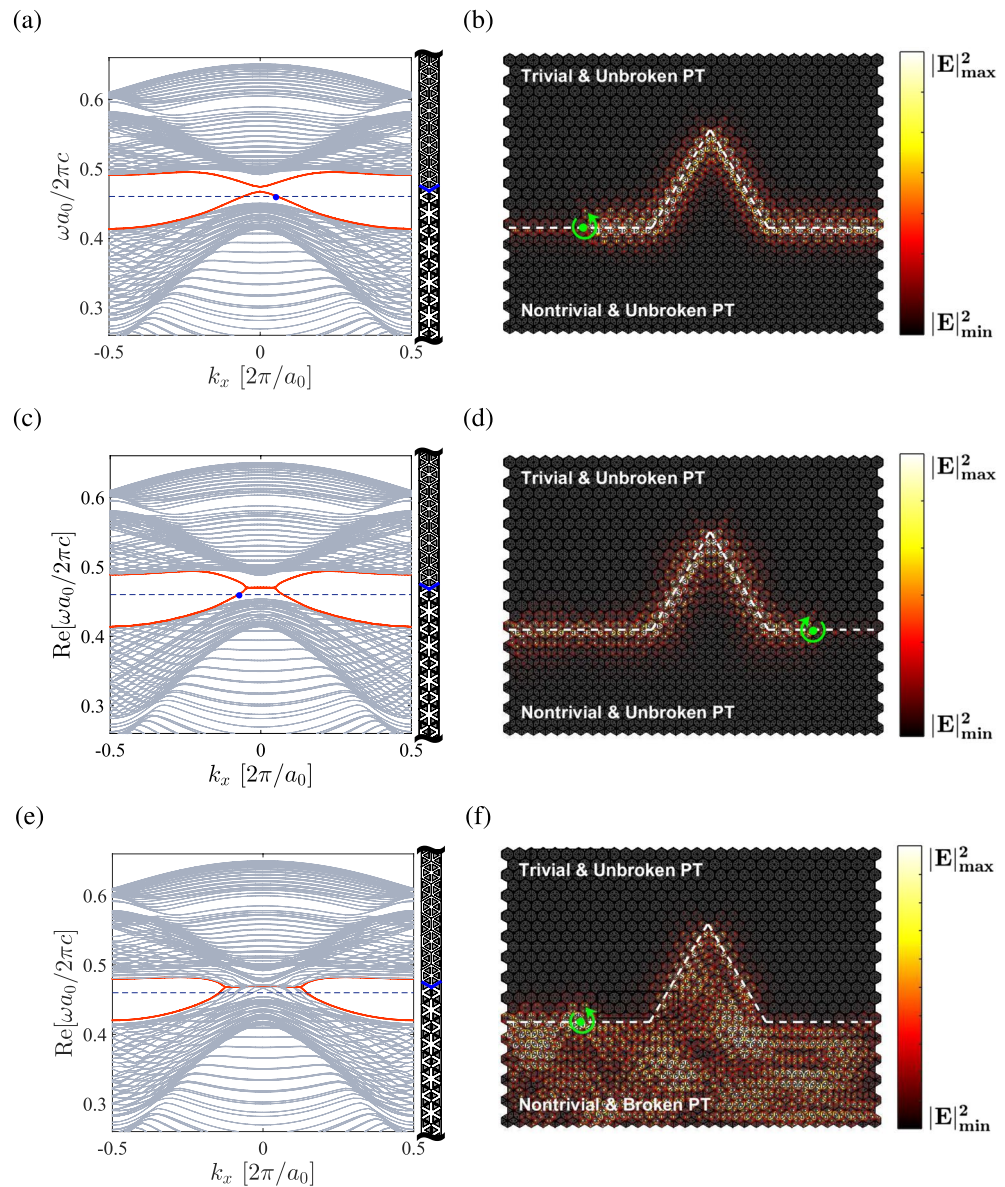 (a)
0.6
0.5
0.4
0.3
ωa₀/2πc
-0.5
0
0.5
kₓ [2π/a₀]
(b)
Trivial & Unbroken PT
Nontrivial & Unbroken PT
|E|²max
|E|²min
(c)
0.6
0.5
0.4
0.3
Re[ωa₀/2πc]
-0.5
0
0.5
kₓ [2π/a₀]
(d)
Trivial & Unbroken PT
Nontrivial & Unbroken PT
|E|²max
|E|²min
(e)
0.6
0.5
0.4
0.3
Re[ωa₀/2πc]
-0.5
0
0.5
kₓ [2π/a₀]
(f)
Trivial & Unbroken PT
Nontrivial & Broken PT
|E|²max
|E|²min